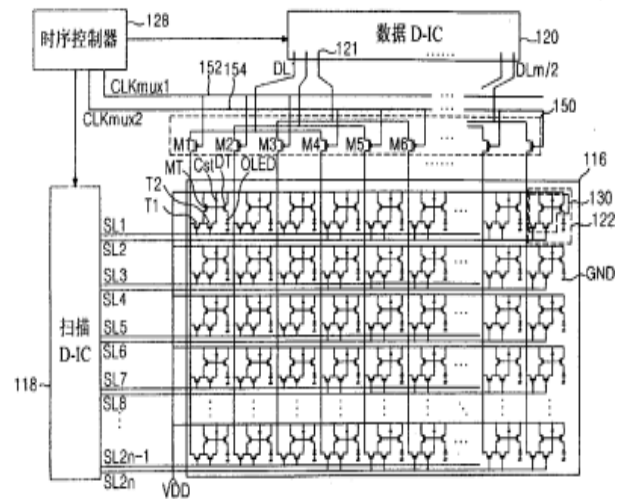 时序控制器
128
数据 D-IC
120
121
DL1
DLm/2
152
154
CLKmux1
CLKmux2
150
M1
M2
M3
M4
M5
M6
116
MT
Cst
DT
OLED
T2
T1
130
122
GND
SL1
SL2
SL3
SL4
SL5
SL6
SL7
SL8
SL2n-1
SL2n
扫描
D-IC
118
VDD